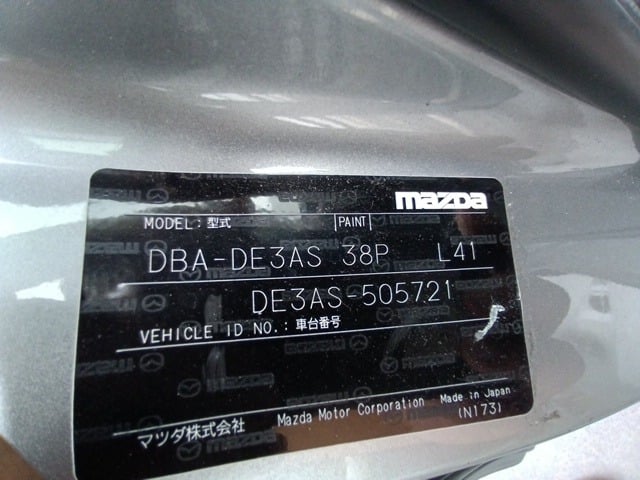 mazda
MODEL:型式 PAINT
DBA-DE3AS 38P L41
DE3AS-505721
VEHICLE ID NO.:車台番号
マツダ株式会社 Mazda Motor Corporation Made in Japan
(N173)